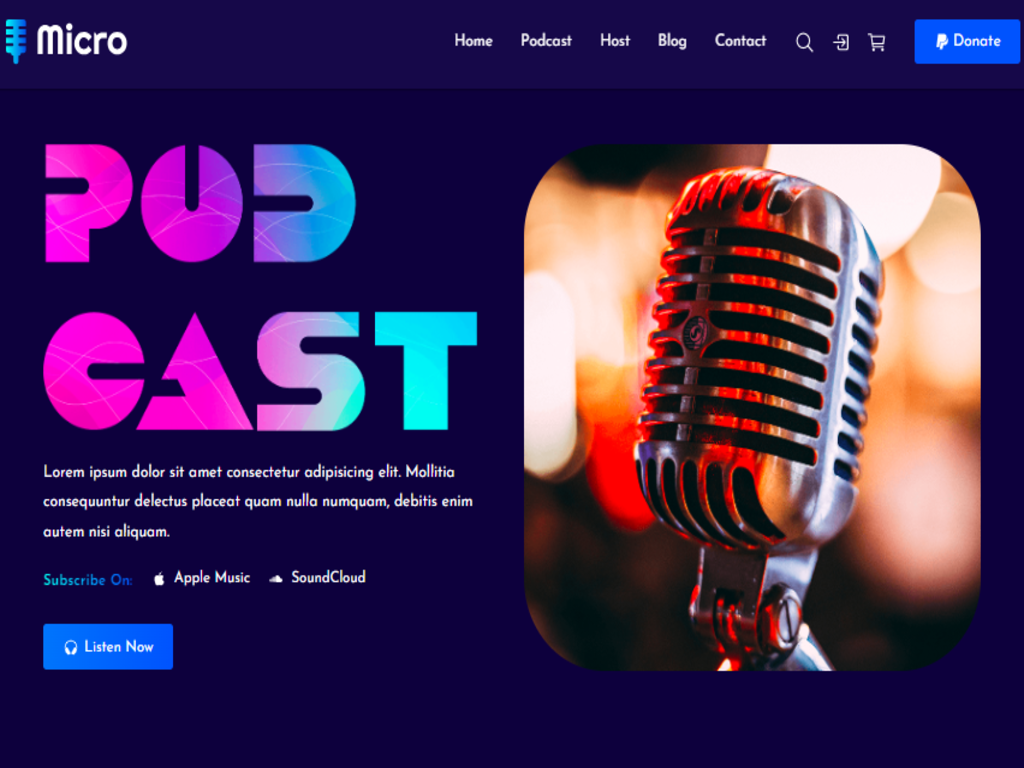 Micro
Home Podcast Host Blog Contact Donate
POD
CAST
Lorem ipsum dolor sit amet consectetur adipisicing elit. Mollitia
consequuntur delectus placeat quam nulla numquam, debitis enim
autem nisi aliquam.
Subscribe On: Apple Music SoundCloud
Listen Now